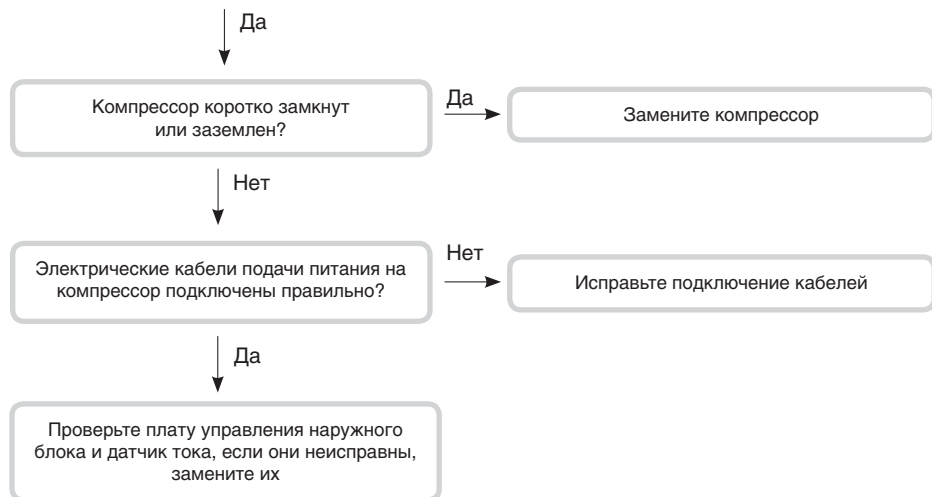 Да
Компрессор коротко замкнут
или заземлен?
Да
Замените компрессор
Нет
Электрические кабели подачи питания на
компрессор подключены правильно?
Нет
Исправьте подключение кабелей
Да
Проверьте плату управления наружного
блока и датчик тока, если они неисправны,
замените их